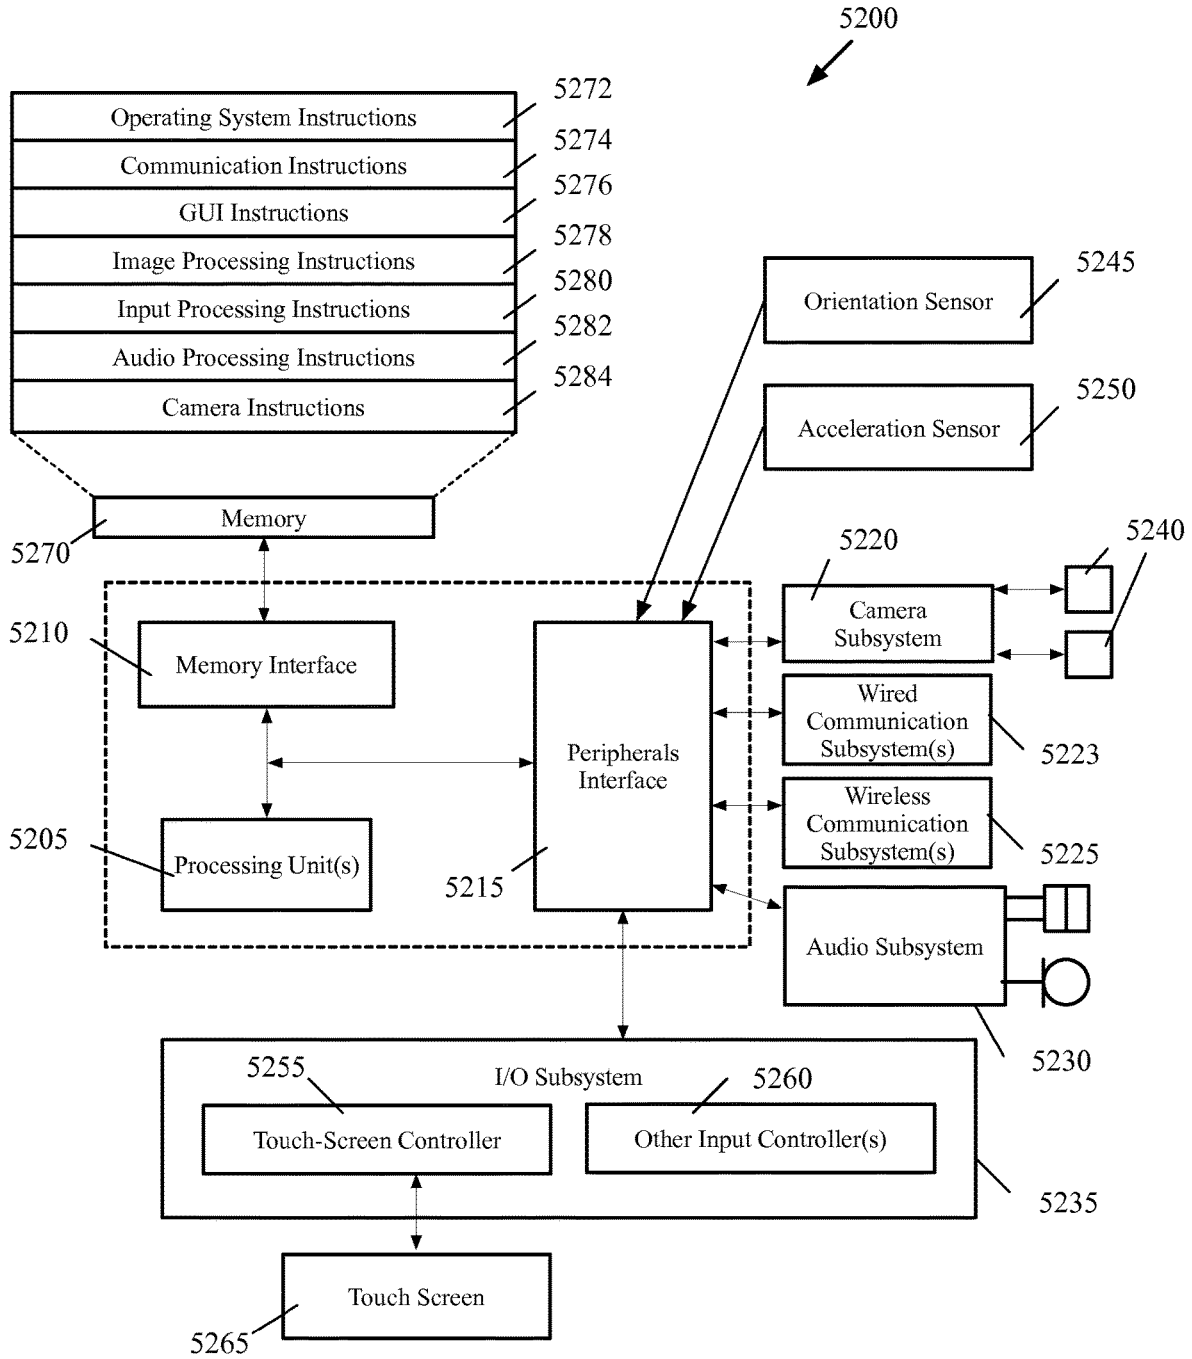 5200
5272
Operating System Instructions
5274
Communication Instructions
5276
GUI Instructions
5278
Image Processing Instructions
5280
Input Processing Instructions
5282
Audio Processing Instructions
5284
Camera Instructions
Memory
5270
5245
Orientation Sensor
5250
Acceleration Sensor
5220
5240
Camera
Subsystem
5210
Memory Interface
Wired
Communication
Subsystem(s)
5223
Peripherals
Interface
Wireless
Communication
Subsystem(s)
5225
5205
Processing Unit(s)
5215
Audio Subsystem
5230
I/O Subsystem
5255
5260
Touch-Screen Controller
Other Input Controller(s)
5235
Touch Screen
5265